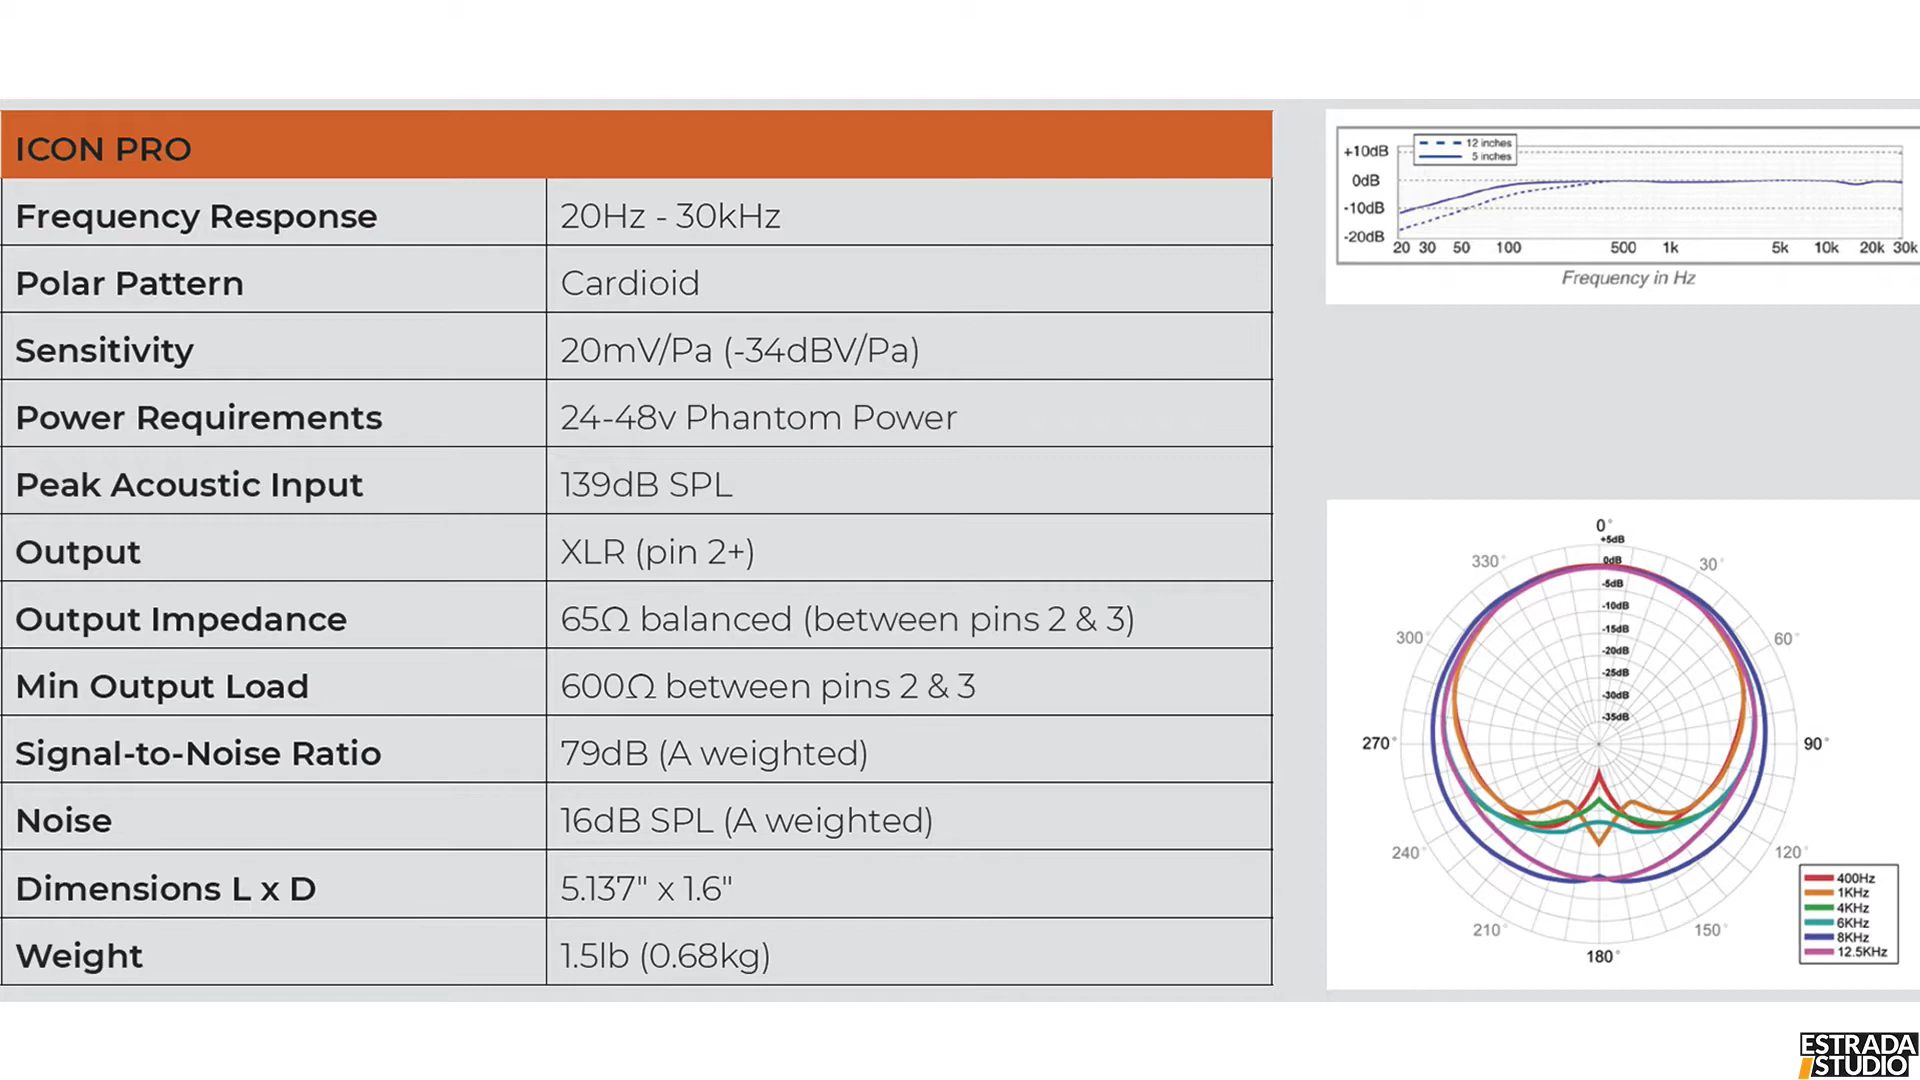 ICON PRO
Frequency Response 20Hz - 30kHz
Polar Pattern Cardioid
Sensitivity 20mV/Pa (-34dBV/Pa)
Power Requirements 24-48v Phantom Power
Peak Acoustic Input 139dB SPL
Output XLR (pin 2+)
Output Impedance 65Ω balanced (between pins 2 & 3)
Min Output Load 600Ω between pins 2 & 3
Signal-to-Noise Ratio 79dB (A weighted)
Noise 16dB SPL (A weighted)
Dimensions L x D 5.137" x 1.6"
Weight 1.5lb (0.68kg)
12 inches
5 inches
+10dB
0dB
-10dB
-20dB
20 30 50 100 500 1k 5k 10k 20k 30k
Frequency in Hz
0°
+5dB
0dB
-5dB
-10dB
-15dB
-20dB
-25dB
-30dB
-35dB
330° 30°
300° 60°
270° 90°
240° 120°
210° 150°
180°
400Hz
1KHz
4KHz
6KHz
8KHz
12.5KHz
ESTRADA
STUDIO